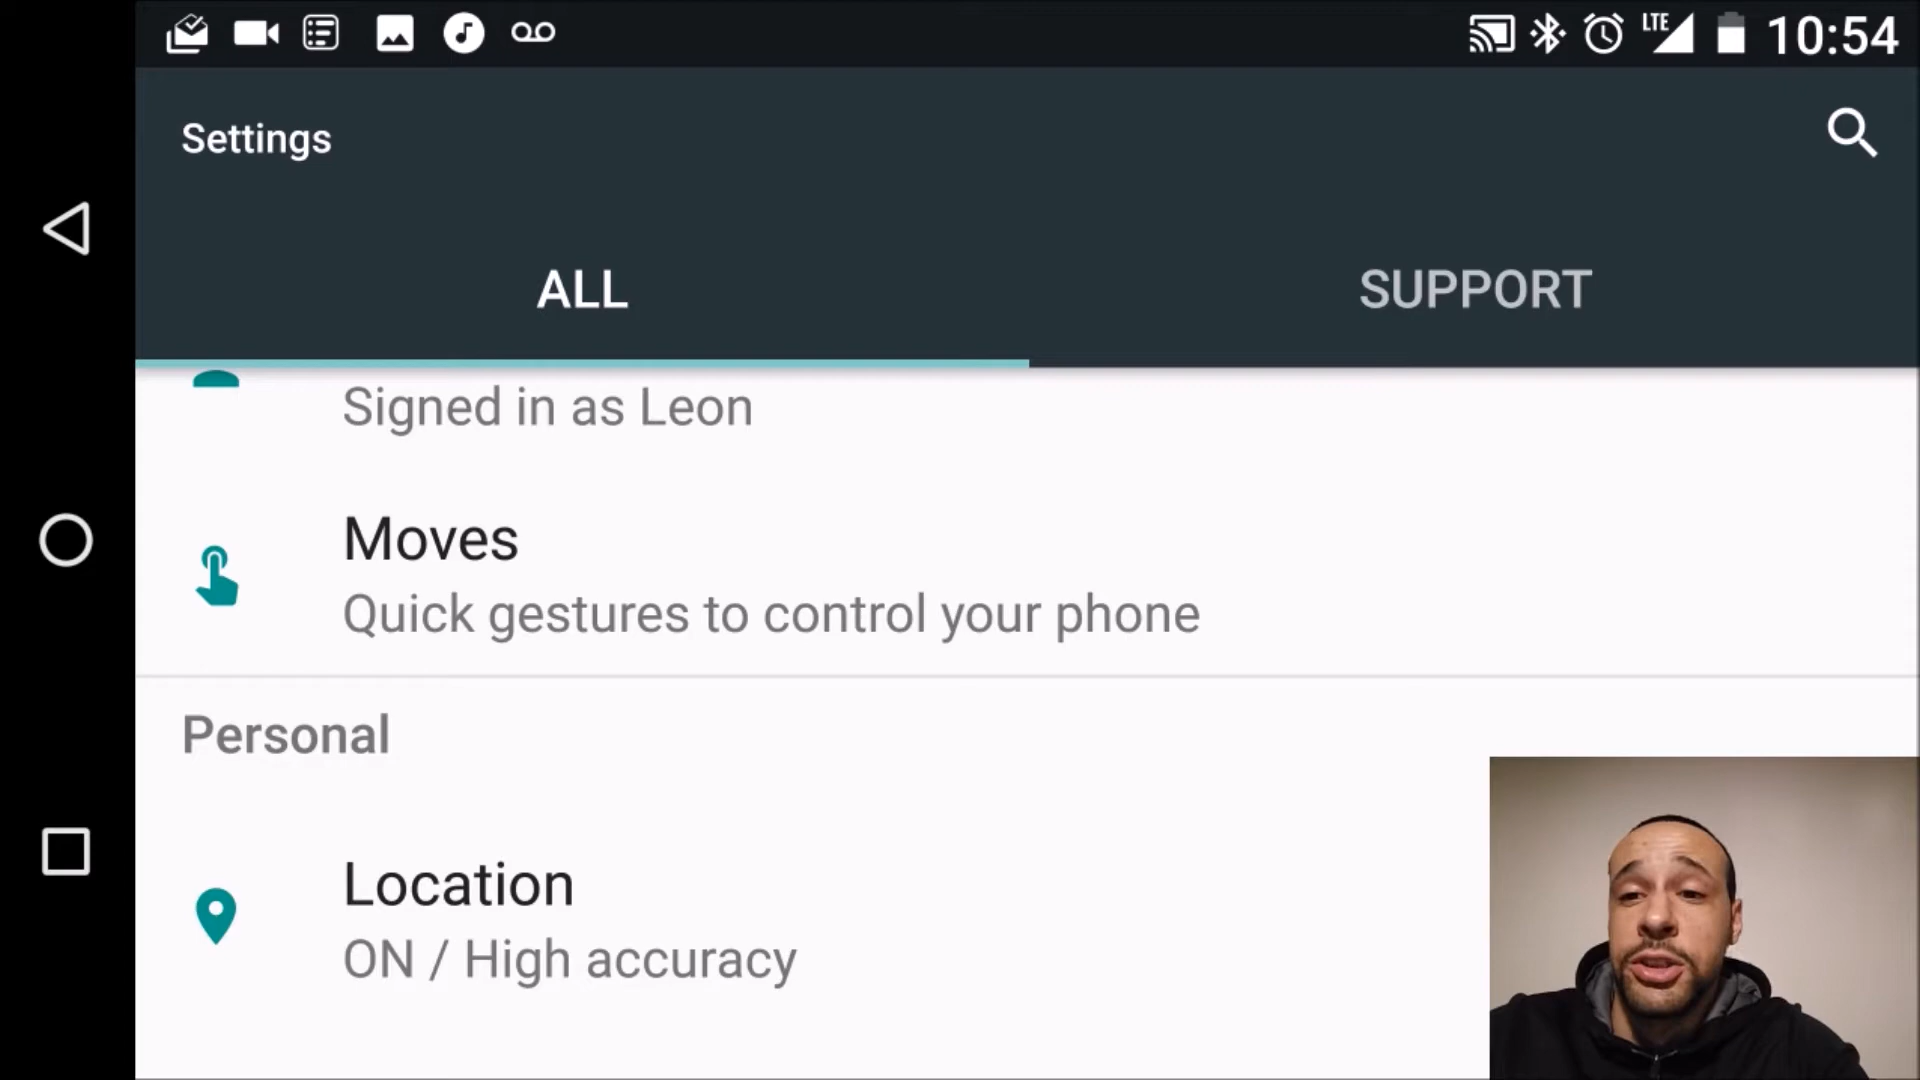 LTE 10:54
Settings
ALL SUPPORT
Signed in as Leon
Moves
Quick gestures to control your phone
Personal
Location
ON / High accuracy